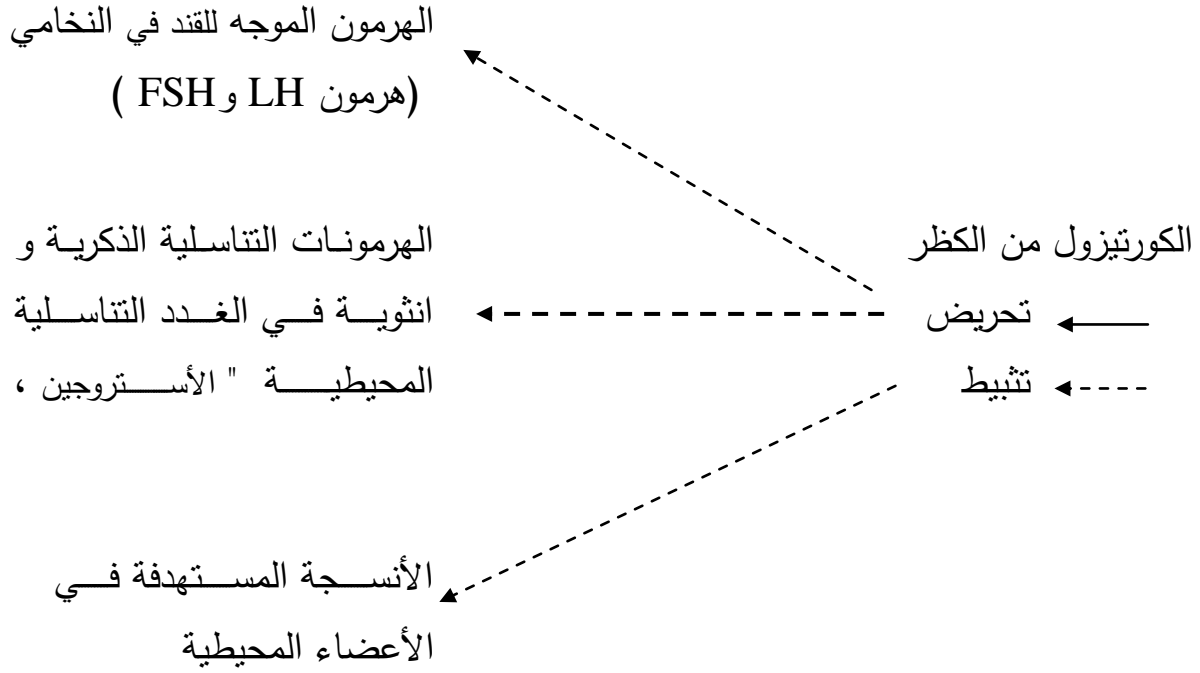 الهرمون الموجه للقند في النخامي
(هرمون LH و FSH )
الكورتيزول من الكظر
تحريض
تثبيط
الهرمونات التناسلية الذكرية و
انثوية في الغدد التناسلية
المحيطية " الأستروجين ،
الأنسجة المستهدفة في
الأعضاء المحيطية